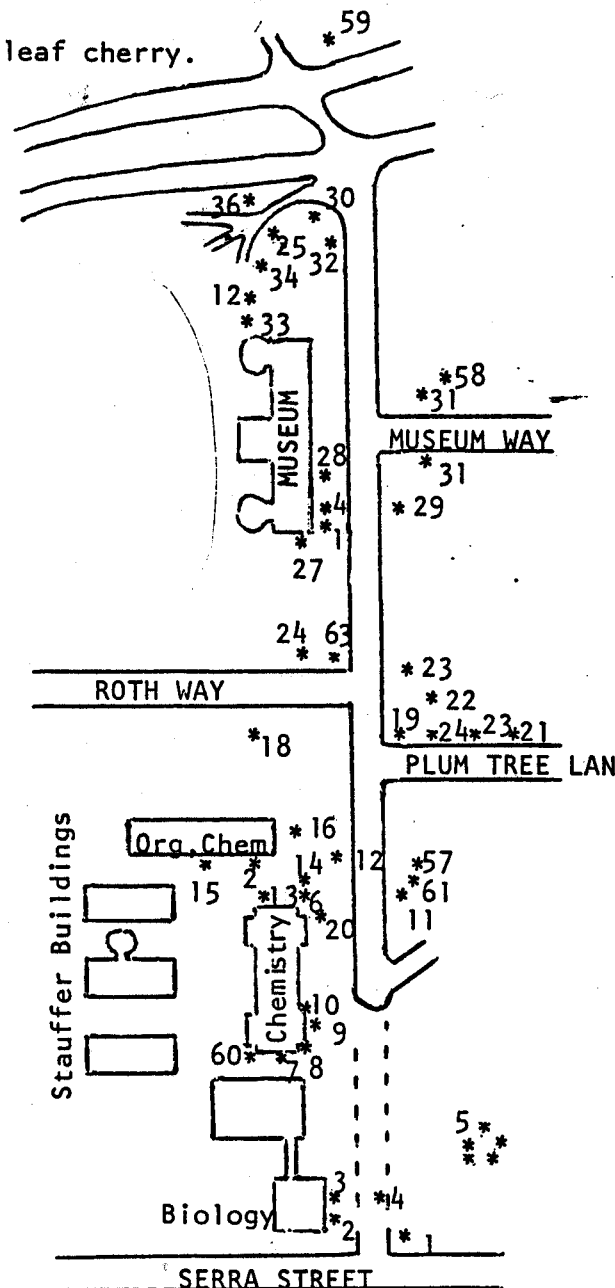 *59
leaf cherry.
36* *30
*25 32*
*34
12*
*33
*58
*31
MUSEUM
MUSEUM WAY
28*
*31
*4 *29
*1
27*
24* 63*
*23
ROTH WAY
*22
19* *24 *23 *21
*18
PLUM TREE LAN
*16
Org.Chem
14* *12 *57
15* 2* *13 *6 *61
*20 11
Stauffer Buildings
Chemistry
*10
*9
60* *7 *8
5*
*3
Biology *4
*2
*1
SERRA STREET